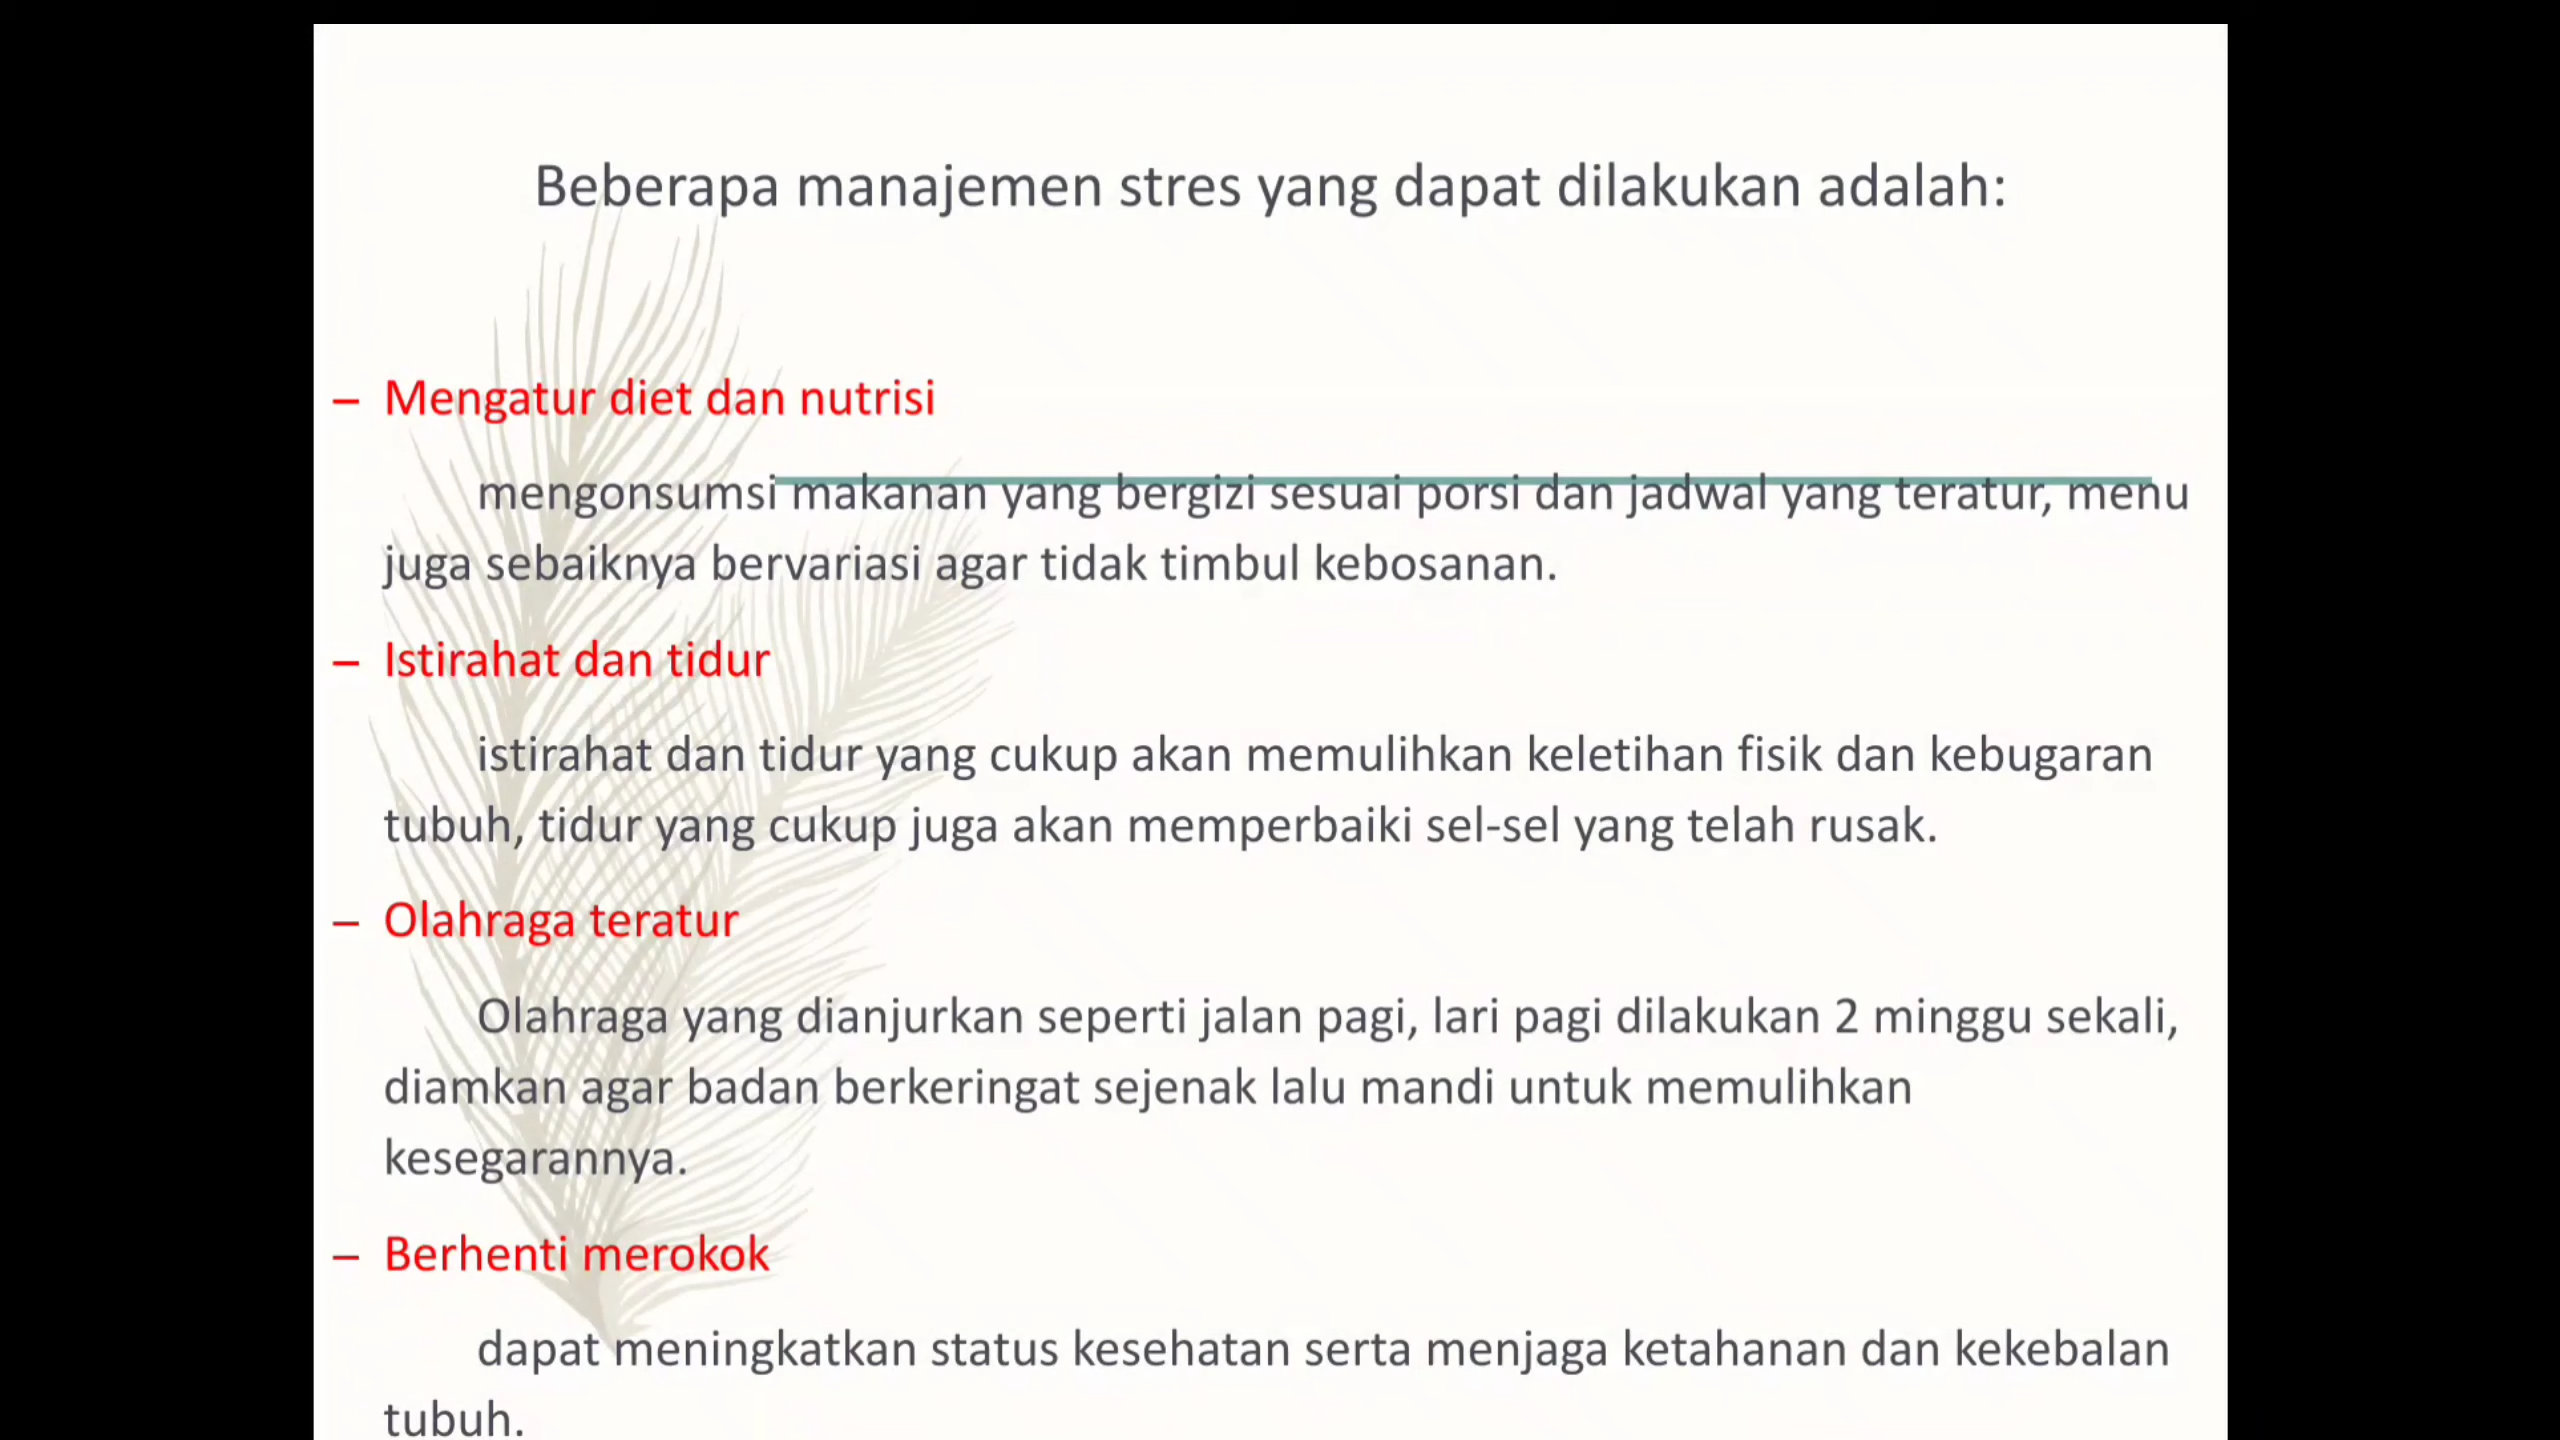 Beberapa manajemen stres yang dapat dilakukan adalah:
– Mengatur diet dan nutrisi
mengonsumsi makanan yang bergizi sesuai porsi dan jadwal yang teratur, menu
juga sebaiknya bervariasi agar tidak timbul kebosanan.
– Istirahat dan tidur
istirahat dan tidur yang cukup akan memulihkan keletihan fisik dan kebugaran
tubuh, tidur yang cukup juga akan memperbaiki sel-sel yang telah rusak.
– Olahraga teratur
Olahraga yang dianjurkan seperti jalan pagi, lari pagi dilakukan 2 minggu sekali,
diamkan agar badan berkeringat sejenak lalu mandi untuk memulihkan
kesegarannya.
– Berhenti merokok
dapat meningkatkan status kesehatan serta menjaga ketahanan dan kekebalan
tubuh.